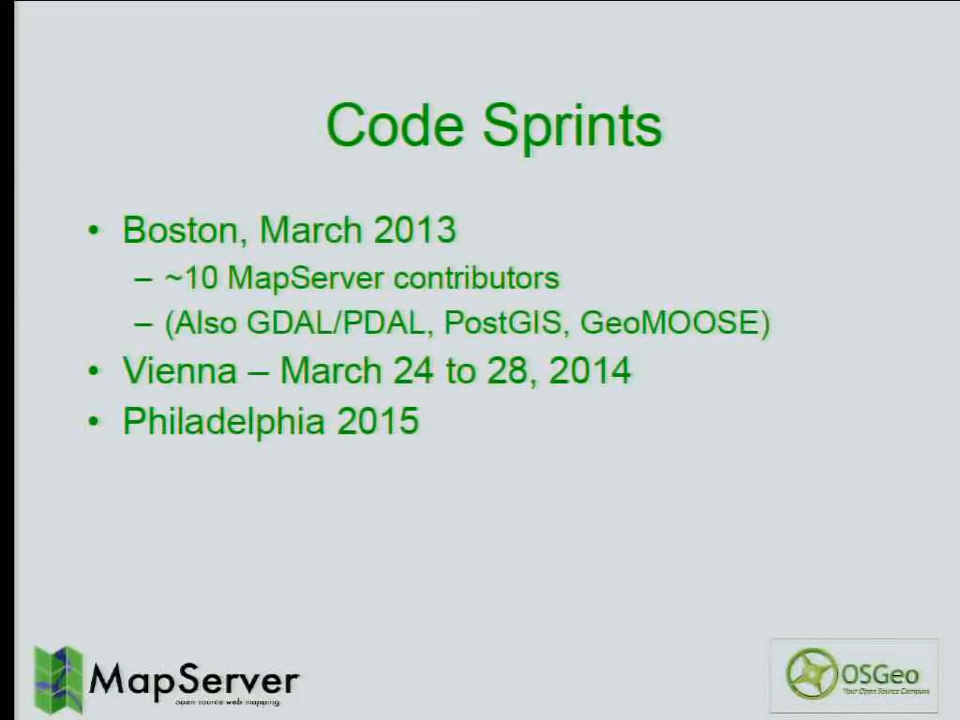 Code Sprints
• Boston, March 2013
– ~10 MapServer contributors
– (Also GDAL/PDAL, PostGIS, GeoMOOSE)
• Vienna – March 24 to 28, 2014
• Philadelphia 2015
MapServer
open source web mapping
OSGeo
Your Open Source Compass